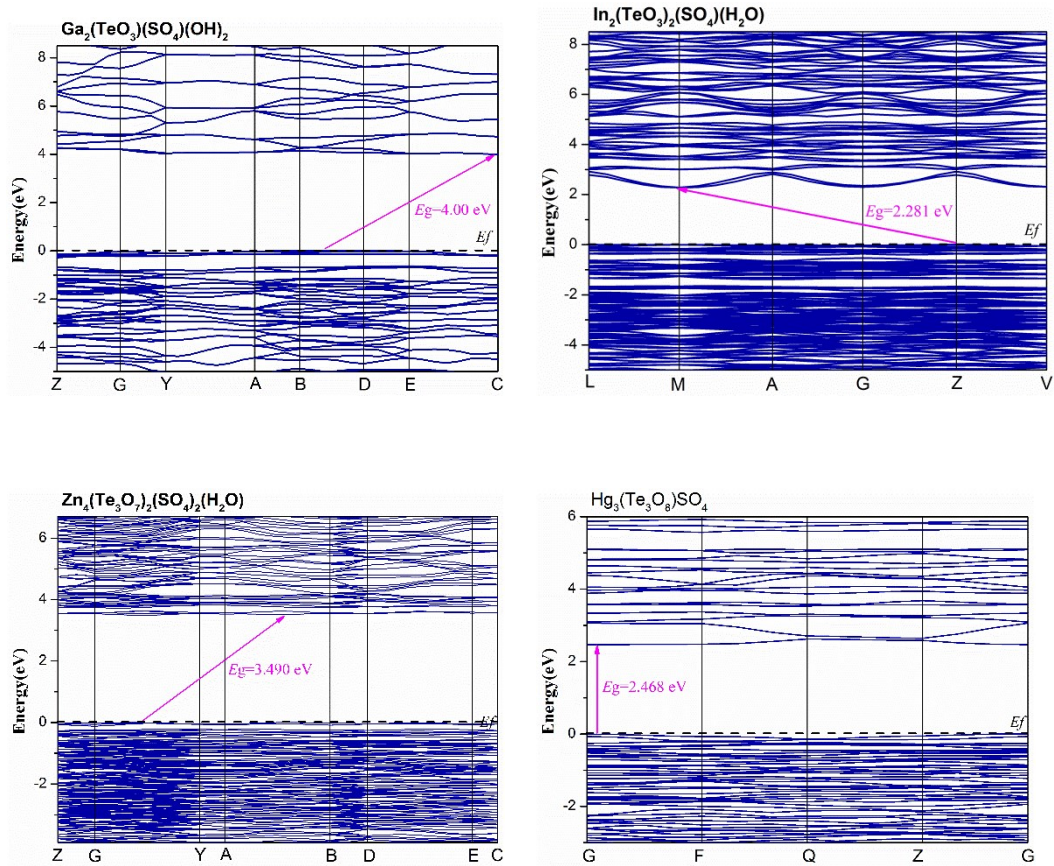 Ga₂(TeO₃)(SO₄)(OH)₂
8
6
4
2
0
-2
-4
Energy(eV)
Eg=4.00 eV
Ef
Z G Y A B D E C
In₂(TeO₃)₂(SO₄)(H₂O)
8
6
4
2
0
-2
-4
Energy(eV)
Eg=2.281 eV
Ef
L M A G Z V
Zn₄(Te₃O₇)₂(SO₄)₂(H₂O)
6
4
2
0
-2
Energy(eV)
Eg=3.490 eV
Ef
Z G Y A B D E C
Hg₃(Te₃O₈)SO₄
6
4
2
0
-2
Energy(eV)
Eg=2.468 eV
Ef
G F Q Z G